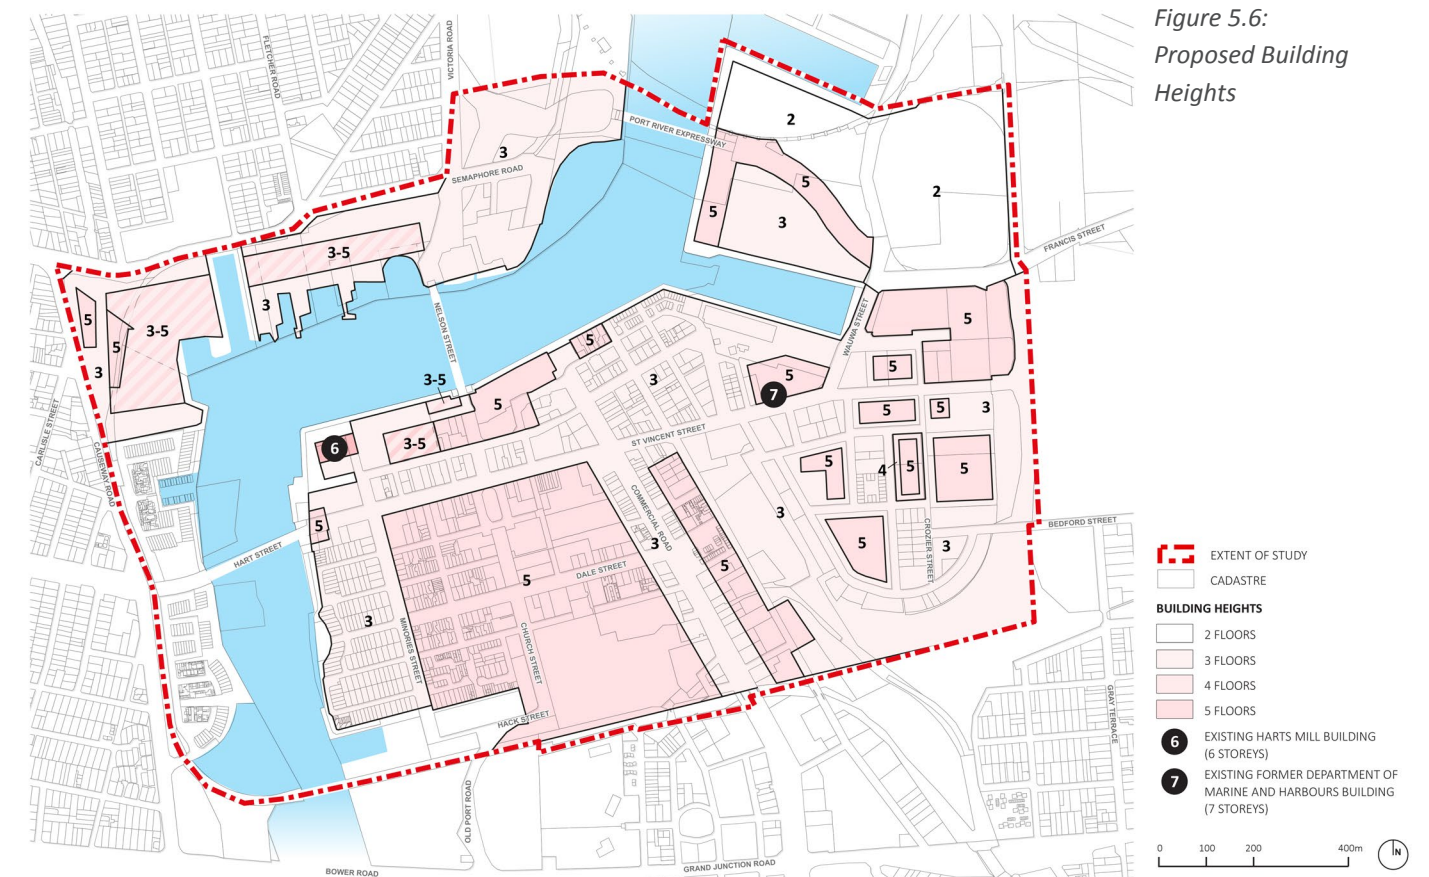 Figure 5.6:
Proposed Building
Heights
FLETCHER ROAD
VICTORIA ROAD
PORT RIVER EXPRESSWAY
2
3
SEMAPHORE ROAD
5
2
5
3
FRANCIS STREET
3-5
3
NELSON STREET
WAUWA STREET
5
3-5
5
5
3
5
5
3-5
3
5
5
7
5
5
5
3
3-5
6
ST VINCENT STREET
5
4
5
5
CARLISLE STREET
CAUSEWAY ROAD
5
COMMERCIAL ROAD
3
BEDFORD STREET
HART STREET
3
5
CROZIER STREET
3
5
DALE STREET
5
3
MINORIES STREET
CHURCH STREET
HACK STREET
GRAY TERRACE
OLD PORT ROAD
BOWER ROAD
GRAND JUNCTION ROAD
EXTENT OF STUDY
CADASTRE
BUILDING HEIGHTS
2 FLOORS
3 FLOORS
4 FLOORS
5 FLOORS
6
EXISTING HARTS MILL BUILDING
(6 STOREYS)
7
EXISTING FORMER DEPARTMENT OF
MARINE AND HARBOURS BUILDING
(7 STOREYS)
0 100 200 400m
N